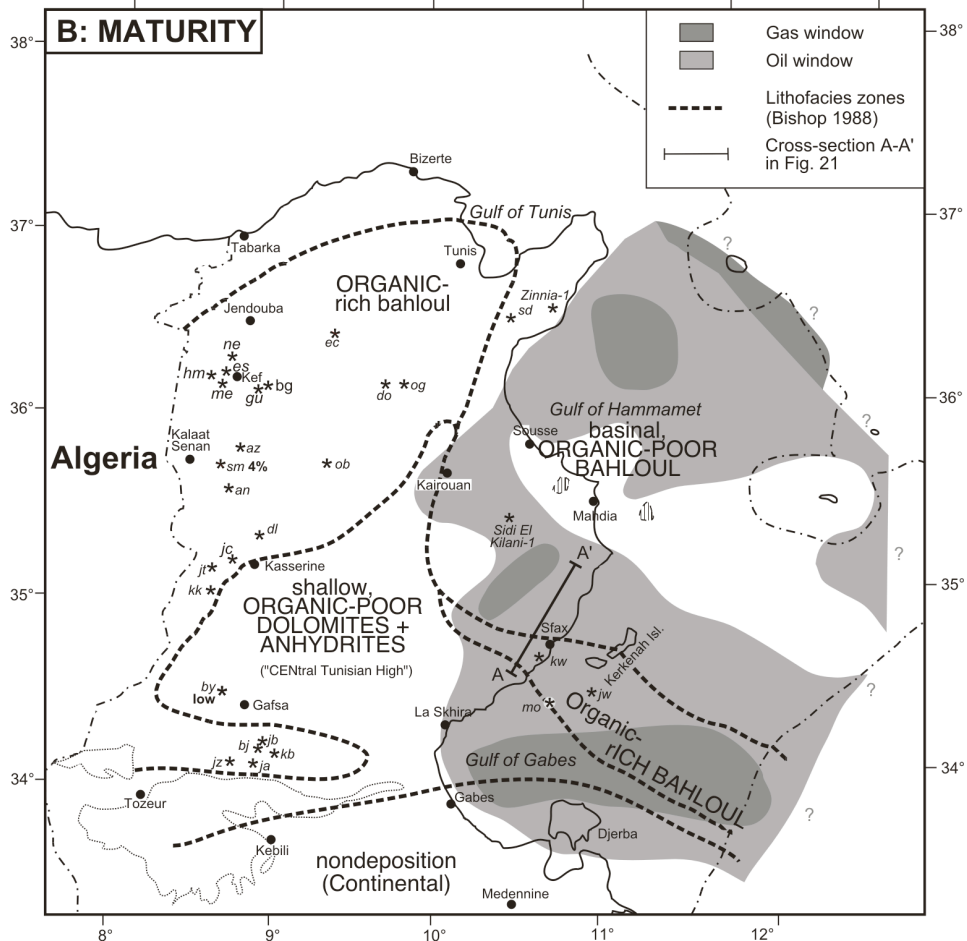 B: MATURITY
Gas window
Oil window
Lithofacies zones
(Bishop 1988)
Cross-section A-A'
in Fig. 21
38°
38°
Bizerte
Gulf of Tunis
37°
37°
Tabarka
Tunis
?
ORGANIC-
rich bahloul
Zinnia-1
sd
Jendouba
ec
ne
es
hm
Kef
me
gu
bg
do
og
?
36°
36°
Gulf of Hammamet
basinal,
ORGANIC-POOR
BAHLOUL
Sousse
Kalaat
Senan
az
Algeria
sm 4%
ob
an
Kairouan
Mahdia
Sidi El
Kilani-1
dl
?
jc
jt
Kasserine
A'
kk
35°
35°
shallow,
ORGANIC-POOR
DOLOMITES +
ANHYDRITES
("CENtral Tunisian High")
Sfax
kw
Kerkenah Isl.
A
?
by
low
Gafsa
jw
mo
La Skhira
Organic-
rICH BAHLOUL
jb
bj
kb
jz
ja
Gulf of Gabes
34°
34°
Tozeur
Gabes
?
Djerba
Kebili
nondeposition
(Continental)
Medennine
8°
9°
10°
11°
12°